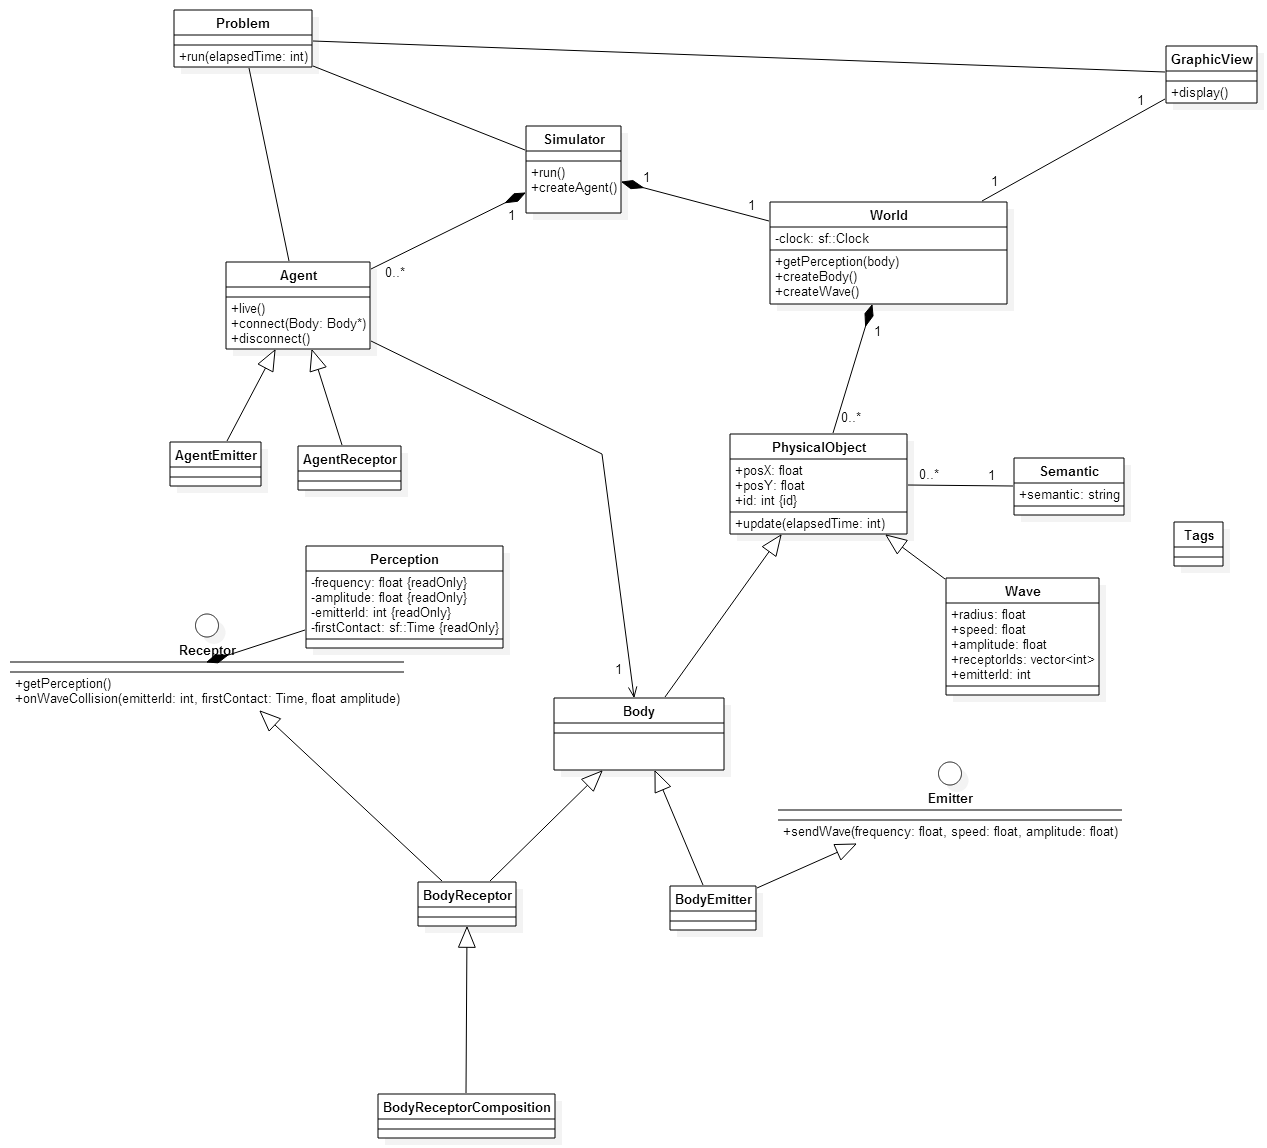 Problem
+run(elapsedTime: int)
GraphicView
+display()
1
Simulator
+run()
+createAgent()
1
1
1
1
World
-clock: sf::Clock
+getPerception(body)
+createBody()
+createWave()
0..*
Agent
+live()
+connect(Body: Body*)
+disconnect()
1
0..*
AgentEmitter
AgentReceptor
PhysicalObject
+posX: float
+posY: float
+id: int {id}
+update(elapsedTime: int)
0..*
1
Semantic
+semantic: string
Tags
Perception
-frequency: float {readOnly}
-amplitude: float {readOnly}
-emitterId: int {readOnly}
-firstContact: sf::Time {readOnly}
Wave
+radius: float
+speed: float
+amplitude: float
+receptorIds: vector<int>
+emitterId: int
Receptor
+getPerception()
+onWaveCollision(emitterId: int, firstContact: Time, float amplitude)
1
Body
Emitter
+sendWave(frequency: float, speed: float, amplitude: float)
BodyReceptor
BodyEmitter
BodyReceptorComposition